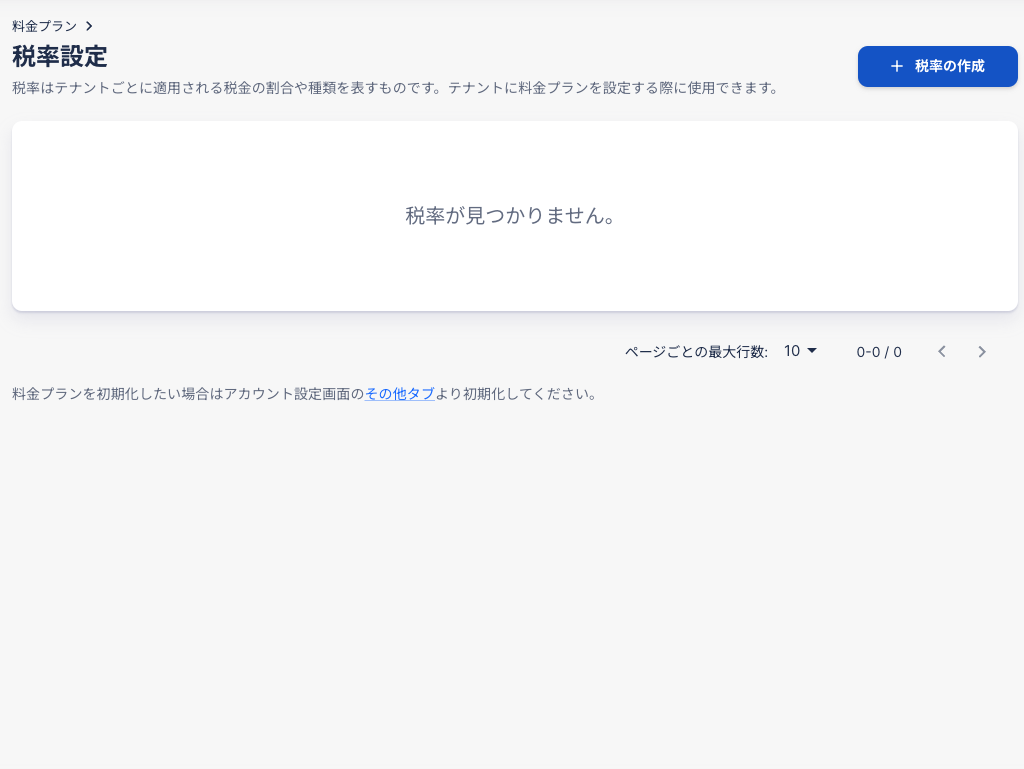 料金プラン
税率設定
税率はテナントごとに適用される税金の割合や種類を表すものです。テナントに料金プランを設定する際に使用できます。
税率の作成
税率が見つかりません。
ページごとの最大行数: 10 0-0 / 0
料金プランを初期化したい場合はアカウント設定画面のその他タブより初期化してください。